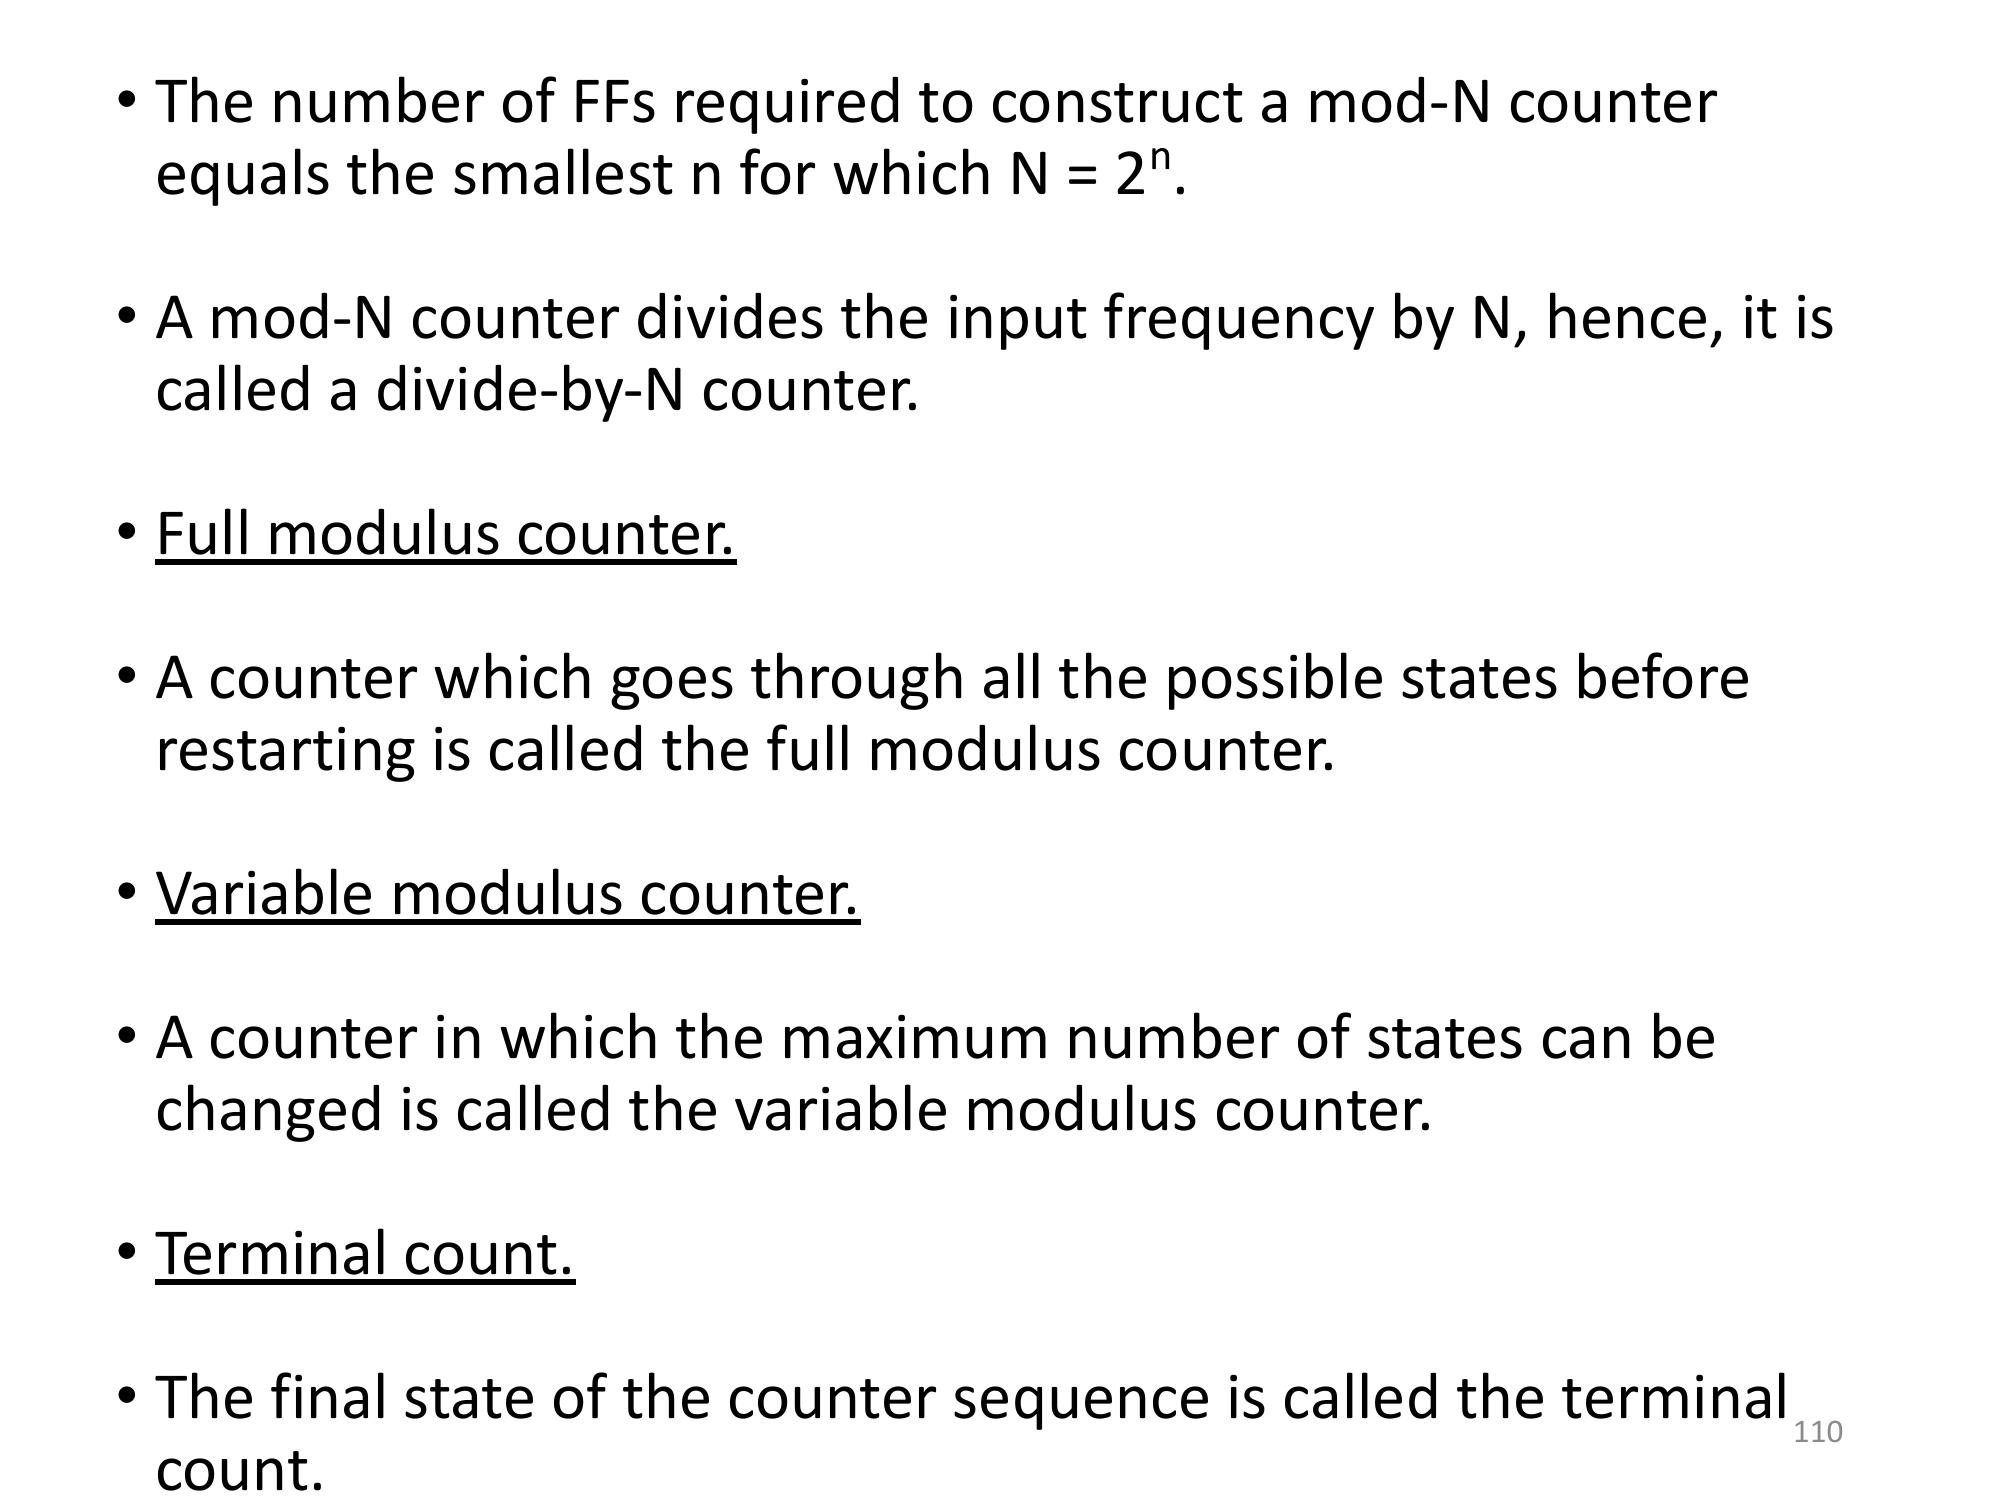 • The number of FFs required to construct a mod-N counter
equals the smallest n for which N = 2ⁿ.
• A mod-N counter divides the input frequency by N, hence, it is
called a divide-by-N counter.
• Full modulus counter.
• A counter which goes through all the possible states before
restarting is called the full modulus counter.
• Variable modulus counter.
• A counter in which the maximum number of states can be
changed is called the variable modulus counter.
• Terminal count.
• The final state of the counter sequence is called the terminal
count.
110